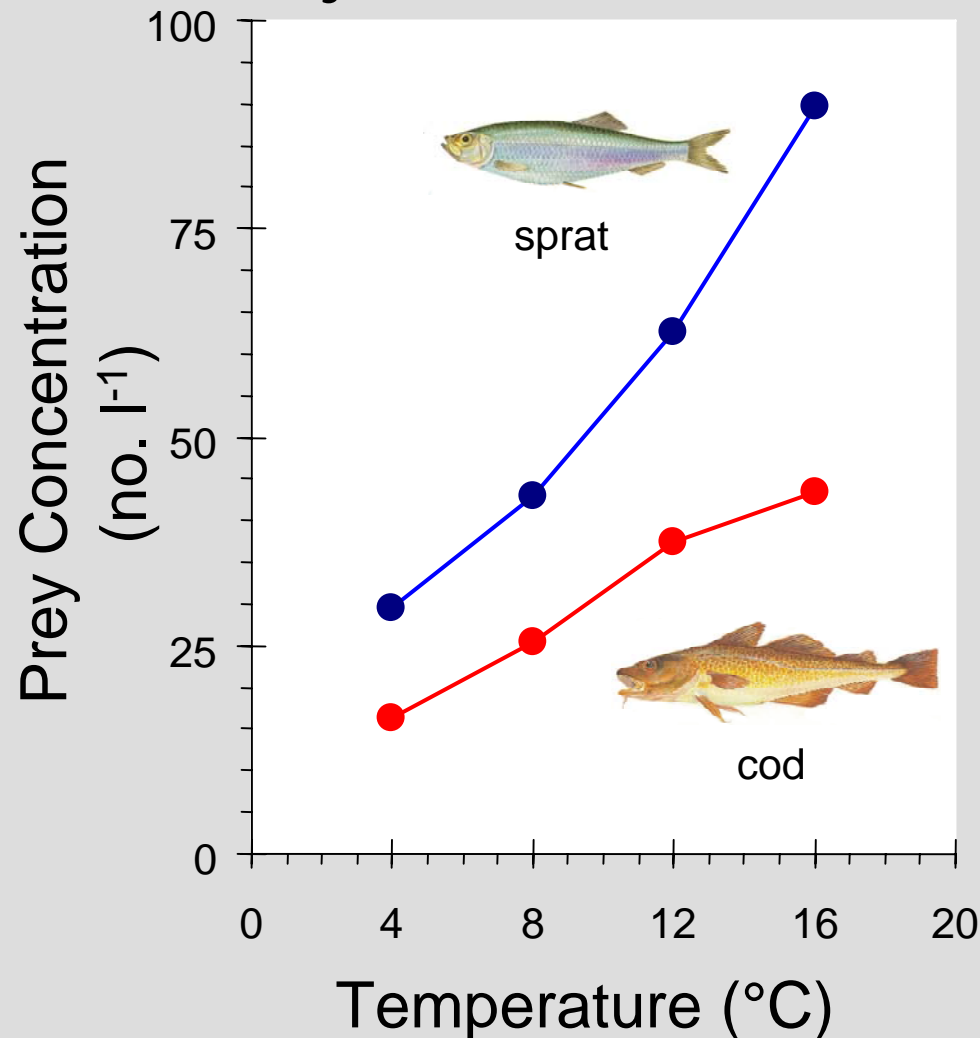 100
75
50
25
0
Prey Concentration
(no. l⁻¹)
sprat
cod
0 4 8 12 16 20
Temperature (°C)